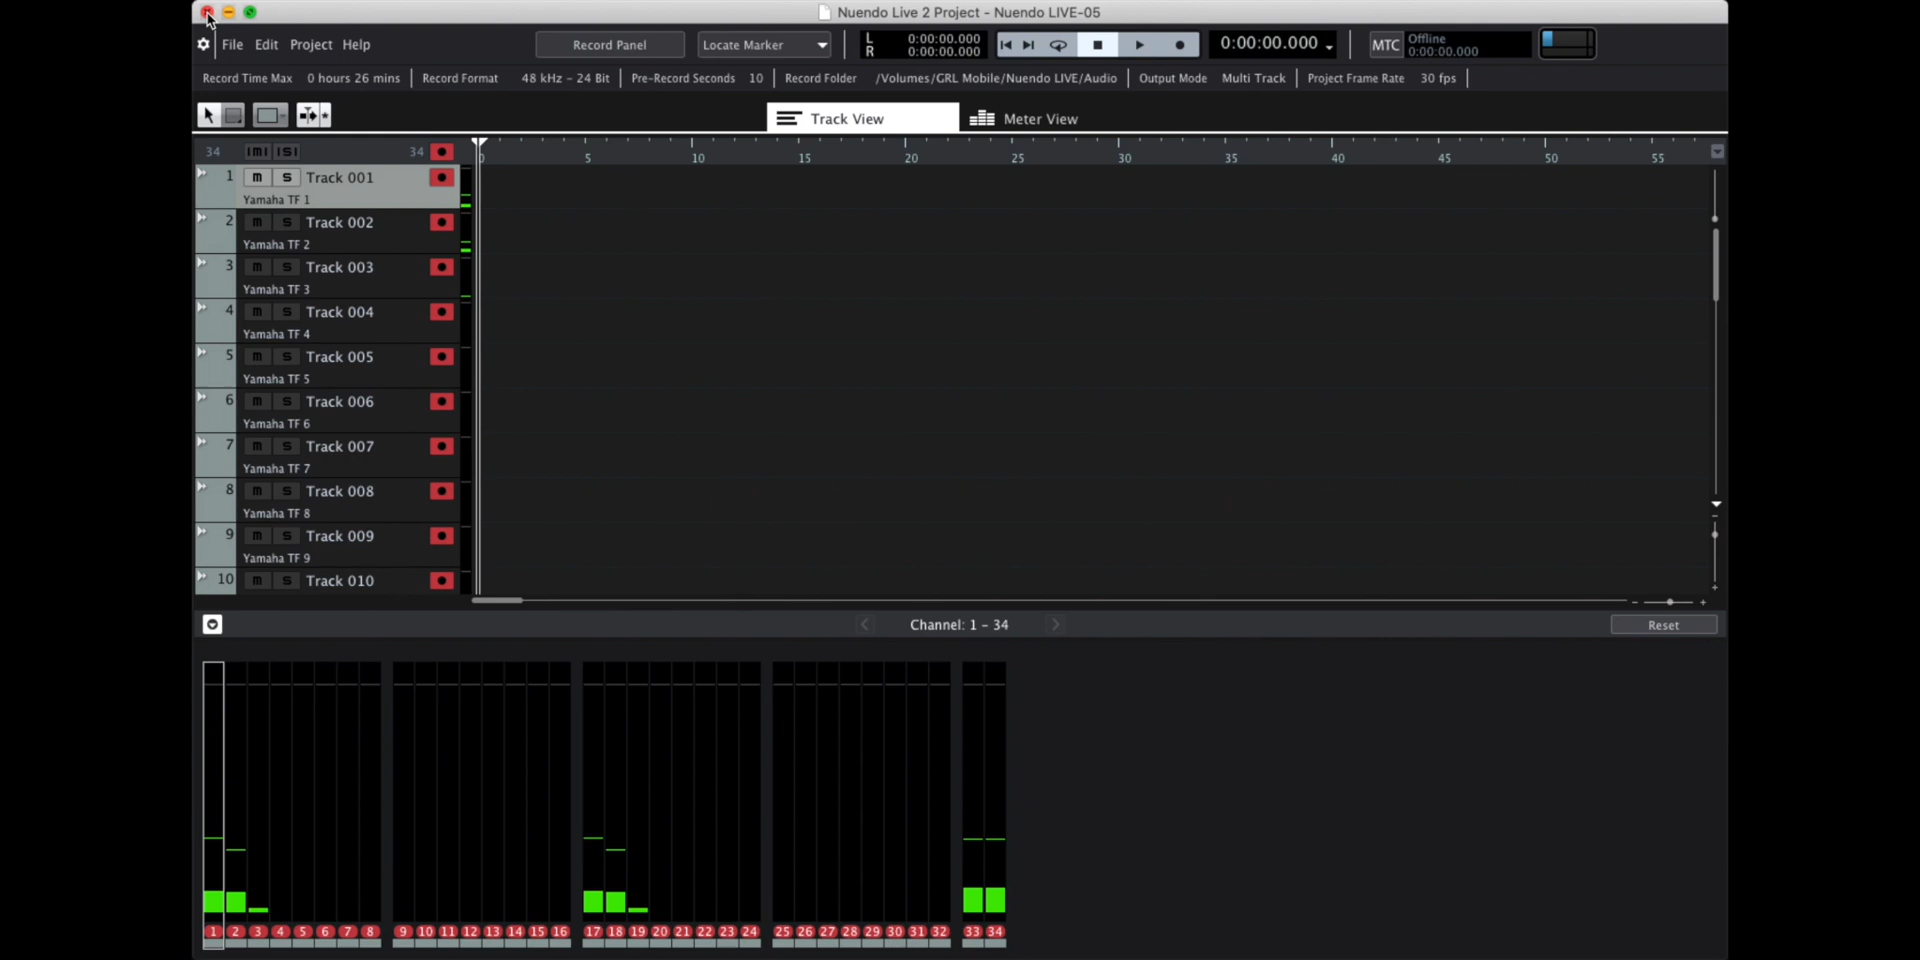 Nuendo Live 2 Project - Nuendo LIVE-05
File Edit Project Help Record Panel Locate Marker L 0:00:00.000 0:00:00.000 MTC Offline
R 0:00:00.000 0:00:00.000
Record Time Max 0 hours 26 mins Record Format 48 kHz - 24 Bit Pre-Record Seconds 10 Record Folder /Volumes/GRL Mobile/Nuendo LIVE/Audio Output Mode Multi Track Project Frame Rate 30 fps
Track View Meter View
34 M S 34 0 5 10 15 20 25 30 35 40 45 50 55
1 m s Track 001
Yamaha TF 1
2 m s Track 002
Yamaha TF 2
3 m s Track 003
Yamaha TF 3
4 m s Track 004
Yamaha TF 4
5 m s Track 005
Yamaha TF 5
6 m s Track 006
Yamaha TF 6
7 m s Track 007
Yamaha TF 7
8 m s Track 008
Yamaha TF 8
9 m s Track 009
Yamaha TF 9
10 m s Track 010
Channel: 1 - 34 Reset
1 2 3 4 5 6 7 8 9 10 11 12 13 14 15 16 17 18 19 20 21 22 23 24 25 26 27 28 29 30 31 32 33 34